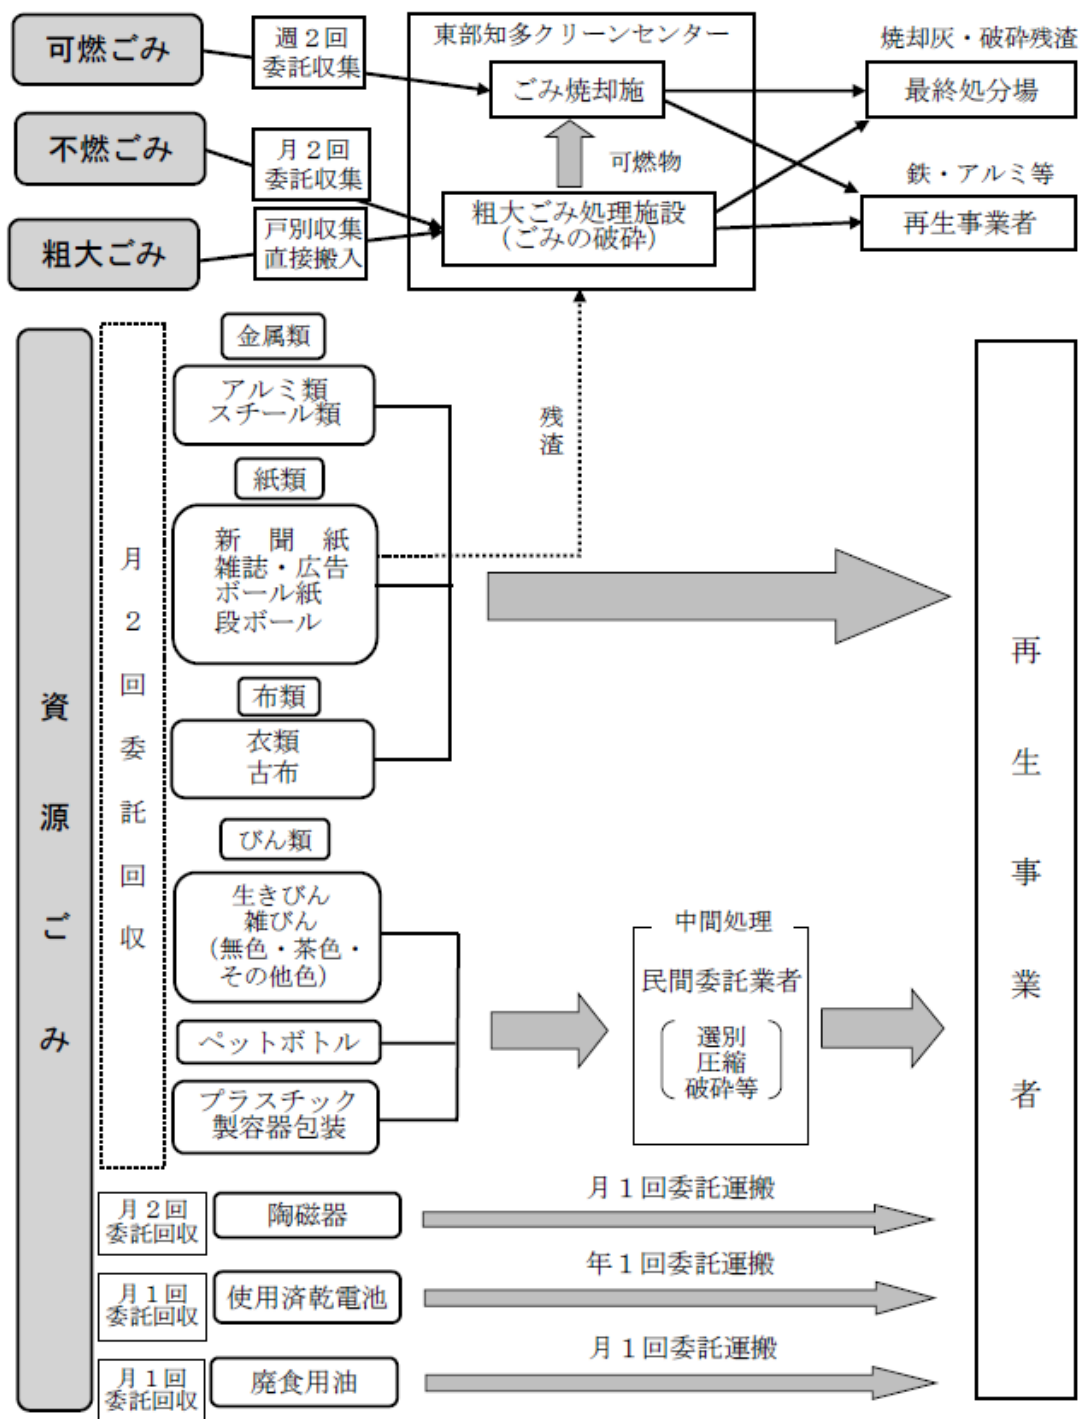 可燃ごみ
週２回
委託収集
不燃ごみ
月２回
委託収集
粗大ごみ
戸別収集
直接搬入
東部知多クリーンセンター
ごみ焼却施
可燃物
粗大ごみ処理施設
（ごみの破砕）
焼却灰・破砕残渣
最終処分場
鉄・アルミ等
再生事業者
残渣
資源ごみ
月２回委託回収
金属類
アルミ類
スチール類
紙類
新聞紙
雑誌・広告
ボール紙
段ボール
布類
衣類
古布
びん類
生きびん
雑びん
（無色・茶色・
その他色）
ペットボトル
プラスチック
製容器包装
中間処理
民間委託業者
選別
圧縮
破砕等
再生事業者
月２回
委託回収
陶磁器
月１回委託運搬
月１回
委託回収
使用済乾電池
年１回委託運搬
月１回
委託回収
廃食用油
月１回委託運搬